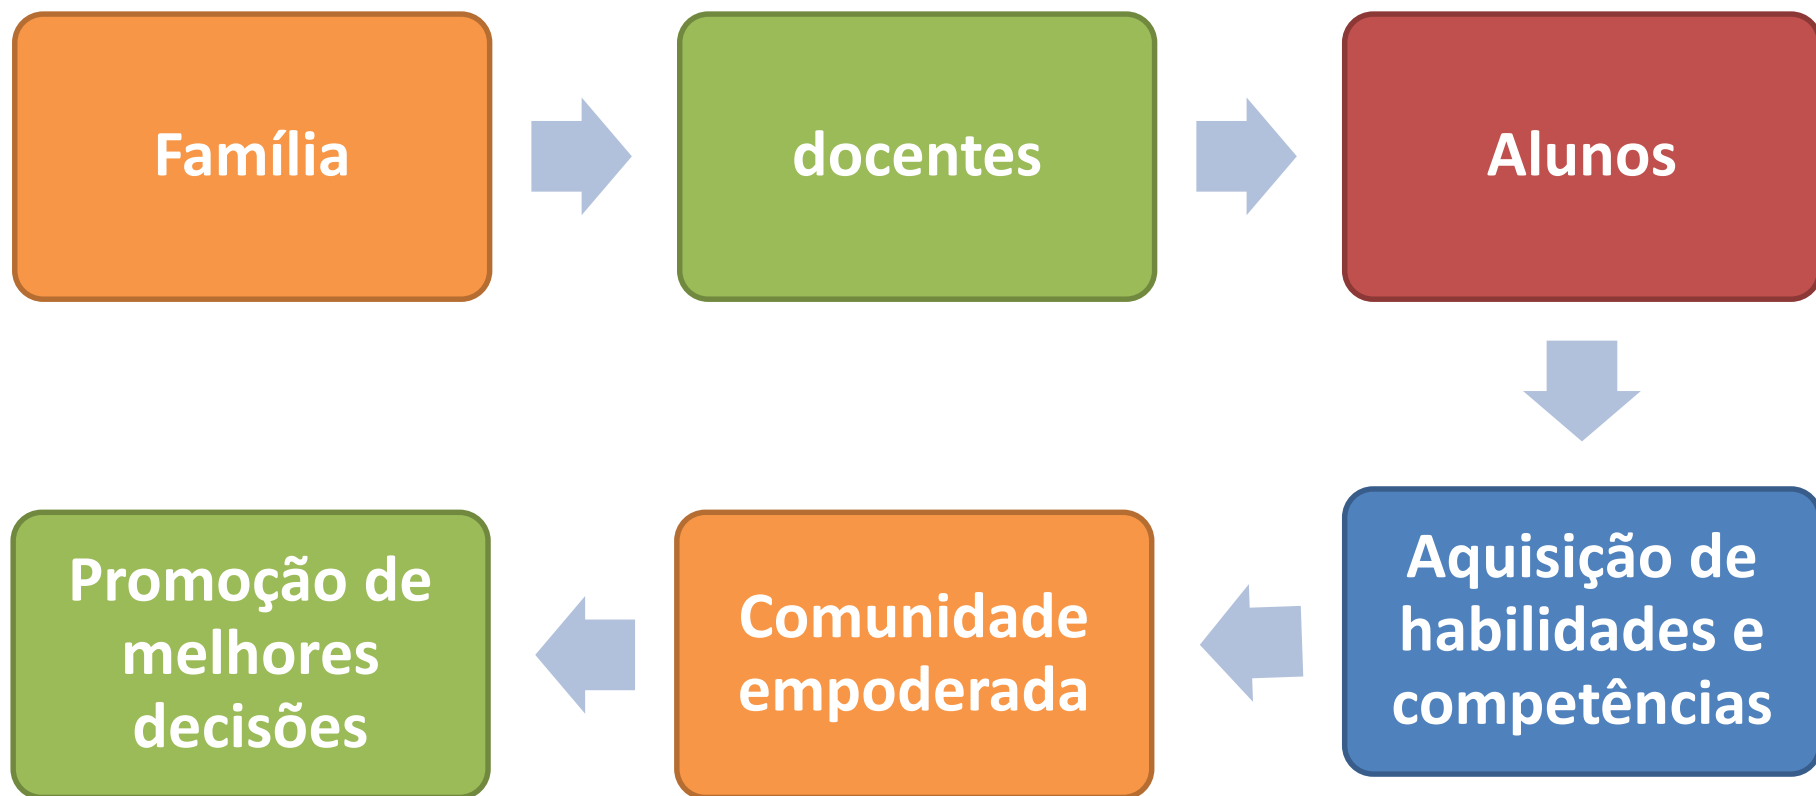 Família
docentes
Alunos
Aquisição de
habilidades e
competências
Comunidade
empoderada
Promoção de
melhores
decisões